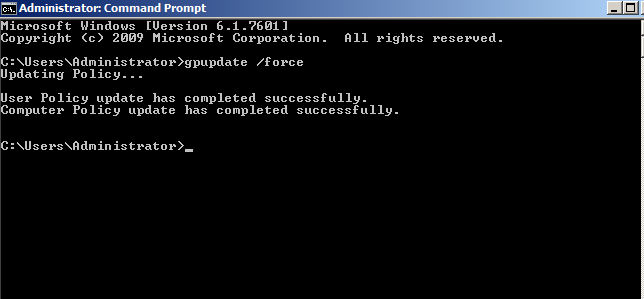 Administrator: Command Prompt
Microsoft Windows [Version 6.1.7601]
Copyright (c) 2009 Microsoft Corporation.  All rights reserved.
C:\Users\Administrator>gpupdate /force
Updating Policy...
User Policy update has completed successfully.
Computer Policy update has completed successfully.
C:\Users\Administrator>_